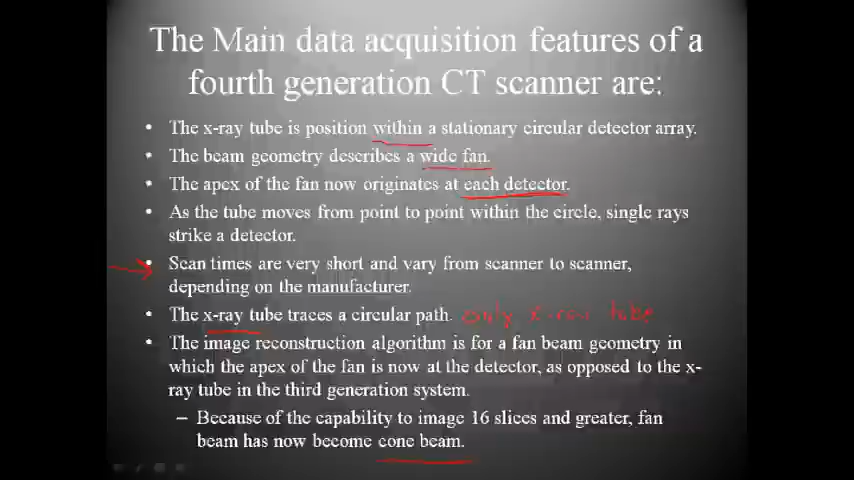 The Main data acquisition features of a
fourth generation CT scanner are:
• The x-ray tube is position within a stationary circular detector array.
• The beam geometry describes a wide fan.
• The apex of the fan now originates at each detector.
• As the tube moves from point to point within the circle, single rays
strike a detector.
• Scan times are very short and vary from scanner to scanner,
depending on the manufacturer.
• The x-ray tube traces a circular path. only x-ray tube
• The image reconstruction algorithm is for a fan beam geometry in
which the apex of the fan is now at the detector, as opposed to the x-
ray tube in the third generation system.
– Because of the capability to image 16 slices and greater, fan
beam has now become cone beam.